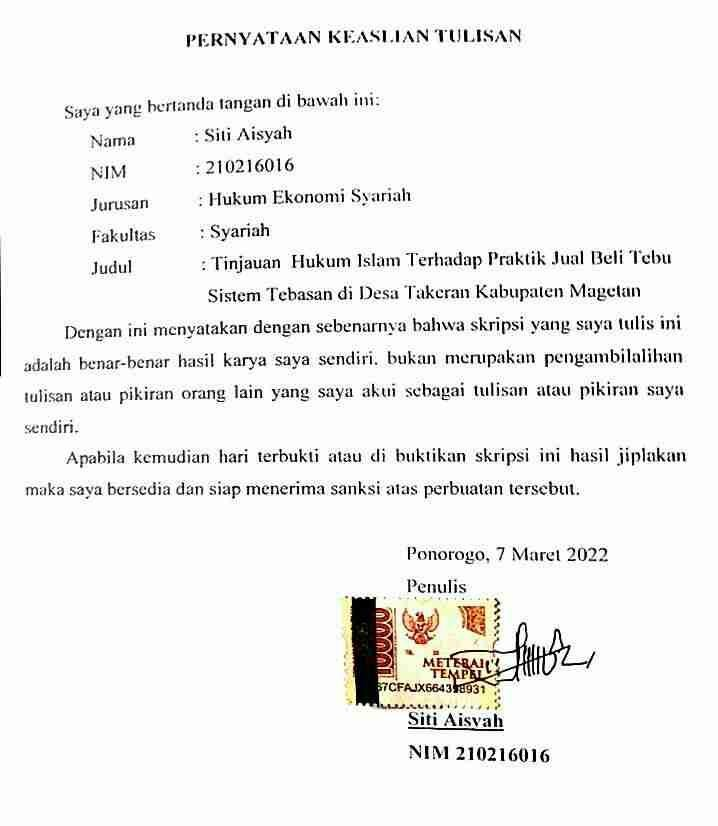 PERNYATAAN KEASLIAN TULISAN
Saya yang bertanda tangan di bawah ini:
Nama : Siti Aisyah
NIM : 210216016
Jurusan : Hukum Ekonomi Syariah
Fakultas : Syariah
Judul : Tinjauan Hukum Islam Terhadap Praktik Jual Beli Tebu
Sistem Tebasan di Desa Takeran Kabupaten Magetan
Dengan ini menyatakan dengan sebenarnya bahwa skripsi yang saya tulis ini
adalah benar-benar hasil karya saya sendiri, bukan merupakan pengambilalihan
tulisan atau pikiran orang lain yang saya akui sebagai tulisan atau pikiran saya
sendiri.
Apabila kemudian hari terbukti atau di buktikan skripsi ini hasil jiplakan
maka saya bersedia dan siap menerima sanksi atas perbuatan tersebut.
Ponorogo, 7 Maret 2022
Penulis
METERAI
TEMPEL
Siti Aisyah
NIM 210216016